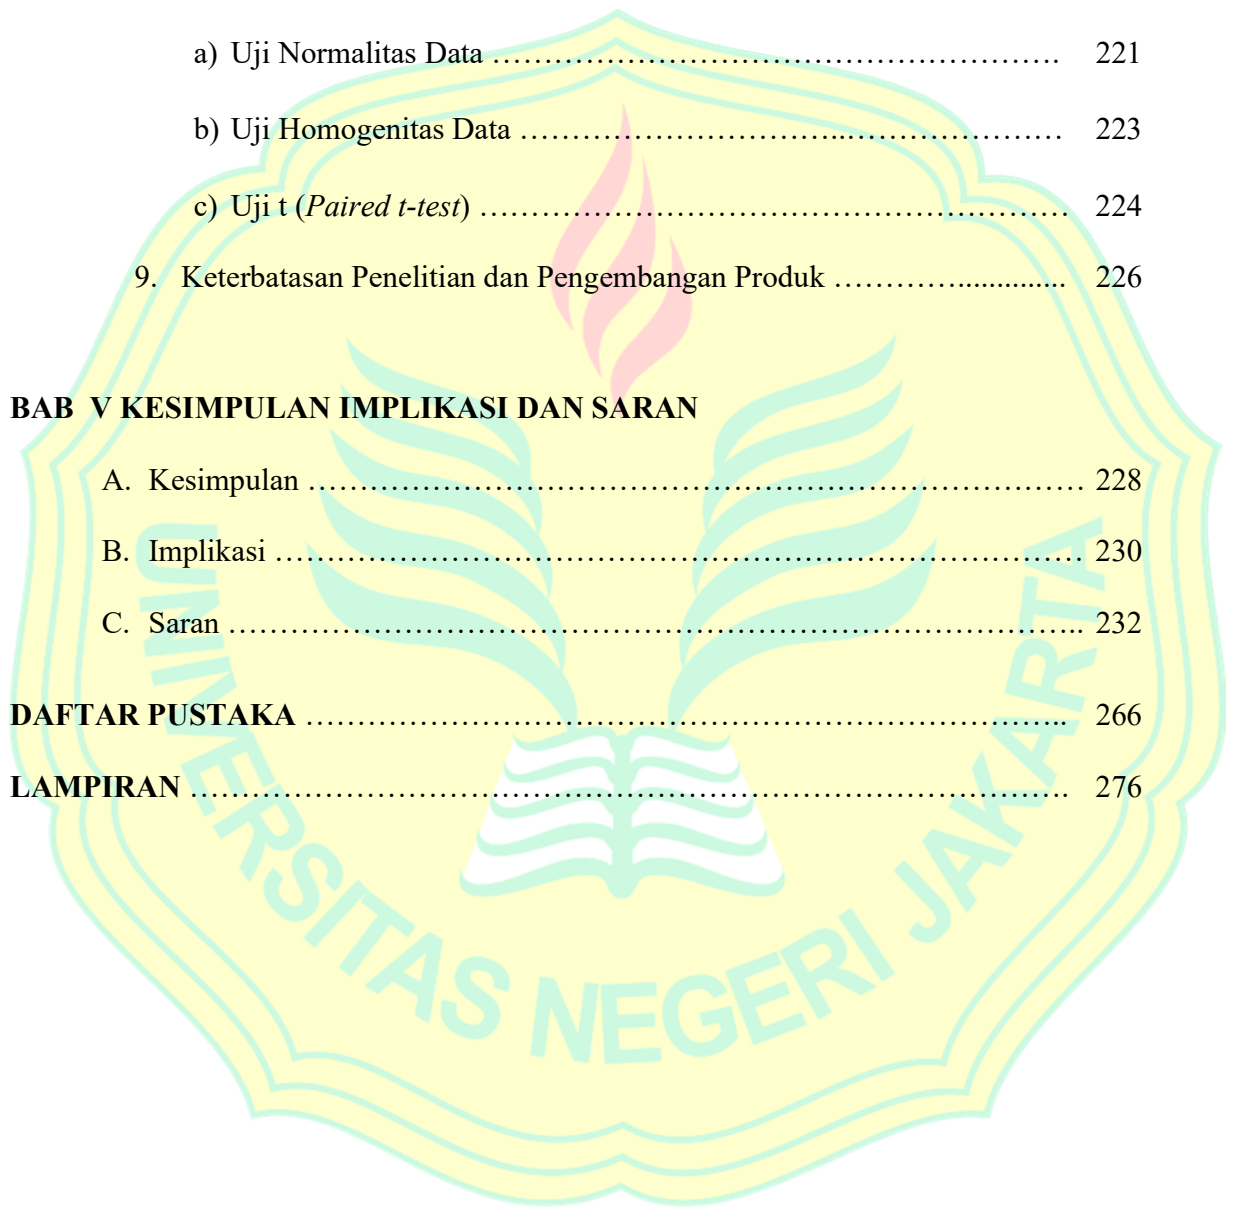 a) Uji Normalitas Data ………………………………………………. 221
b) Uji Homogenitas Data …………………………..………………… 223
c) Uji t (Paired t-test) ………………………………………………… 224
9. Keterbatasan Penelitian dan Pengembangan Produk ………….............. 226
BAB V KESIMPULAN IMPLIKASI DAN SARAN
A. Kesimpulan ………………………………………………………………… 228
B. Implikasi …………………………………………………………………… 230
C. Saran ……………………………………………………………………….. 232
DAFTAR PUSTAKA ……………………………………………………………….. 266
LAMPIRAN …………………………………………………………………………. 276
UNIVERSITAS NEGERI JAKARTA